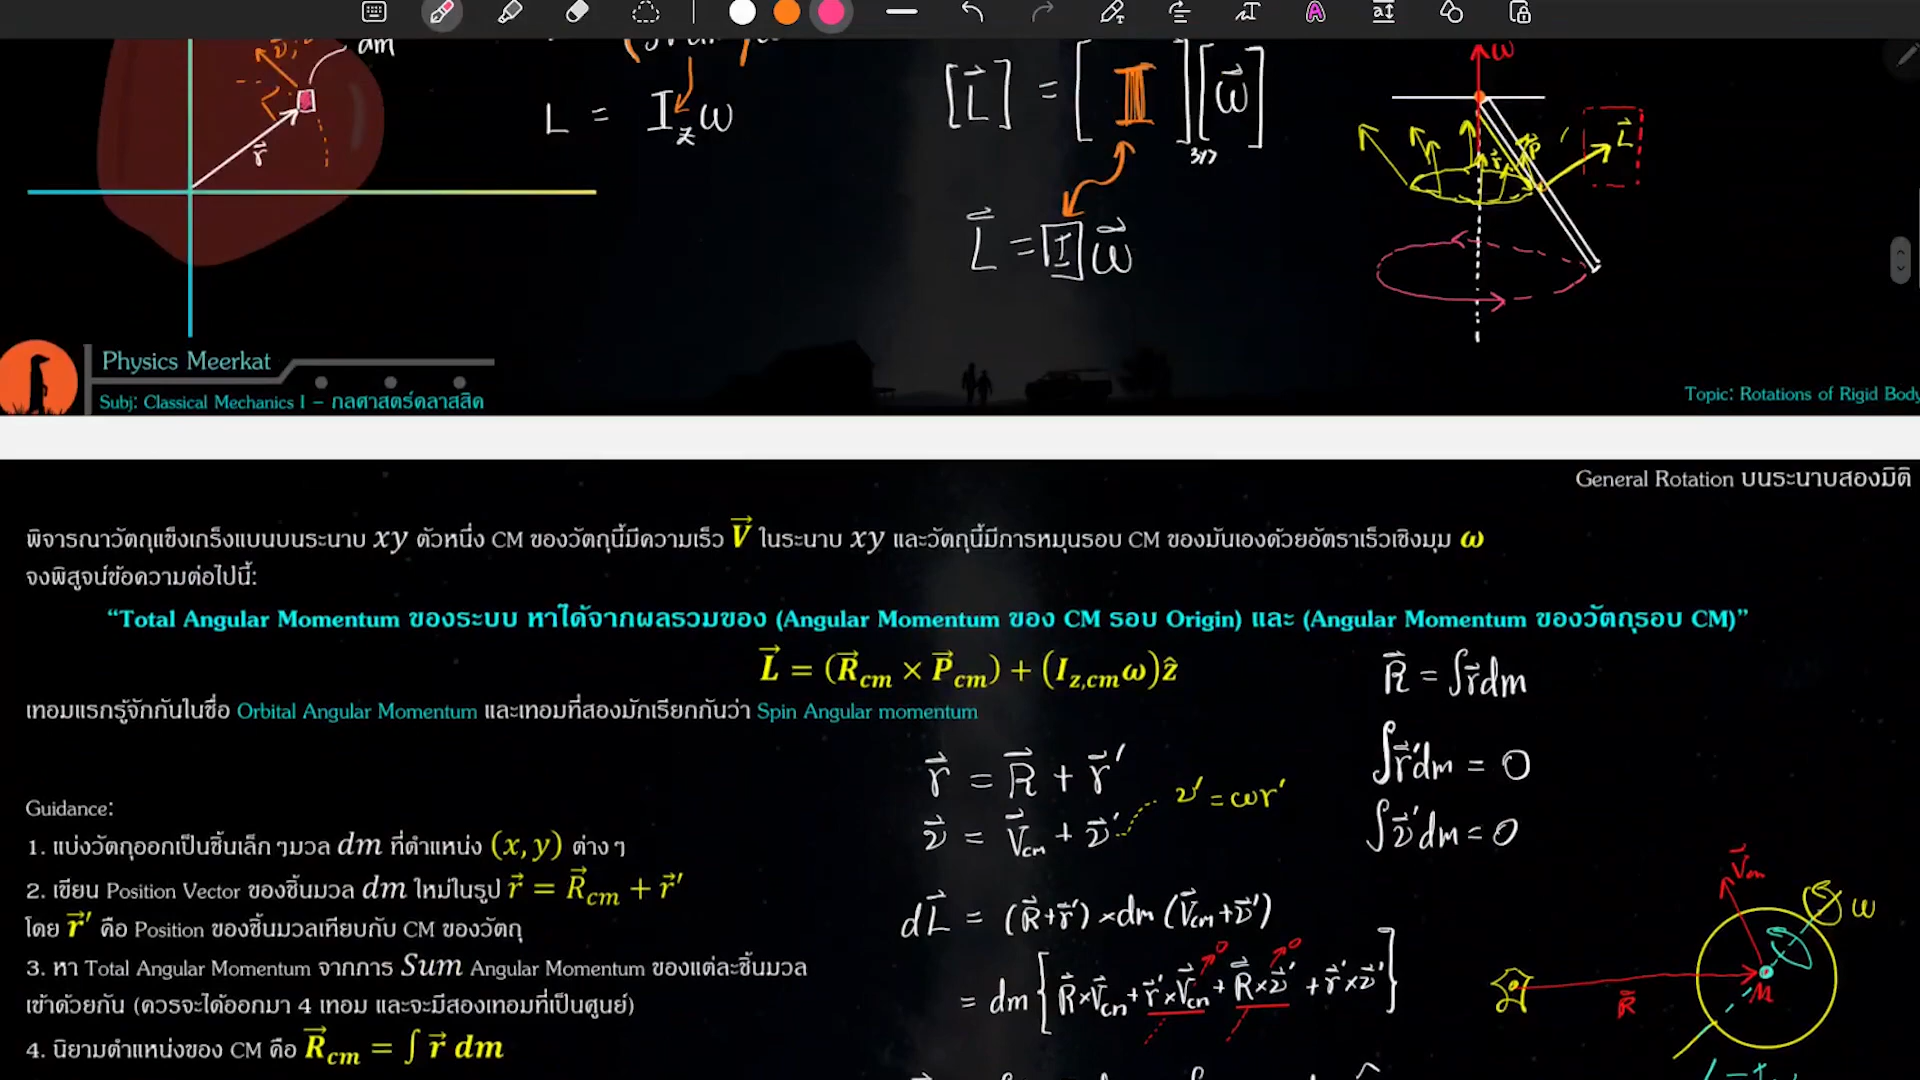 dm
L = I_z ω
[L⃗] = [ 𝕀 ]_{3×3} [ω⃗]
L⃗ = 𝕀 ω⃗
ω
L⃗
Physics Meerkat
Subj: Classical Mechanics I – กลศาสตร์คลาสสิค
Topic: Rotations of Rigid Body
General Rotation บนระนาบสองมิติ
พิจารณาวัตถุแข็งเกร็งแบนบนระนาบ xy ตัวหนึ่ง CM ของวัตถุนี้มีความเร็ว V⃗ ในระนาบ xy และวัตถุนี้มีการหมุนรอบ CM ของมันเองด้วยอัตราเร็วเชิงมุม ω
จงพิสูจน์ข้อความต่อไปนี้:
“Total Angular Momentum ของระบบ หาได้จากผลรวมของ (Angular Momentum ของ CM รอบ Origin) และ (Angular Momentum ของวัตถุรอบ CM)”
L⃗ = (R⃗_cm × P⃗_cm) + (I_{z,cm}ω)ẑ
R⃗ = ∫r⃗dm
เทอมแรกรู้จักกันในชื่อ Orbital Angular Momentum และเทอมที่สองมักเรียกกันว่า Spin Angular momentum
r⃗ = R⃗ + r⃗′
∫r⃗′dm = 0
v⃗ = V⃗_cm + v⃗′
v′ = ωr′
∫v⃗′dm = 0
Guidance:
1. แบ่งวัตถุออกเป็นชิ้นเล็กๆมวล dm ที่ตำแหน่ง (x, y) ต่างๆ
2. เขียน Position Vector ของชิ้นมวล dm ใหม่ในรูป r⃗ = R⃗_cm + r⃗′
โดย r⃗′ คือ Position ของชิ้นมวลเทียบกับ CM ของวัตถุ
3. หา Total Angular Momentum จากการ Sum Angular Momentum ของแต่ละชิ้นมวล
เข้าด้วยกัน (ควรจะได้ออกมา 4 เทอม และจะมีสองเทอมที่เป็นศูนย์)
4. นิยามตำแหน่งของ CM คือ R⃗_cm = ∫ r⃗ dm
dL⃗ = (R⃗+r⃗′) × dm (V⃗_cm + v⃗′)
0 0
= dm { R⃗×V⃗_cm + r⃗′×V⃗_cm + R⃗×v⃗′ + r⃗′×v⃗′ }
V⃗_cm
ω
M
R⃗